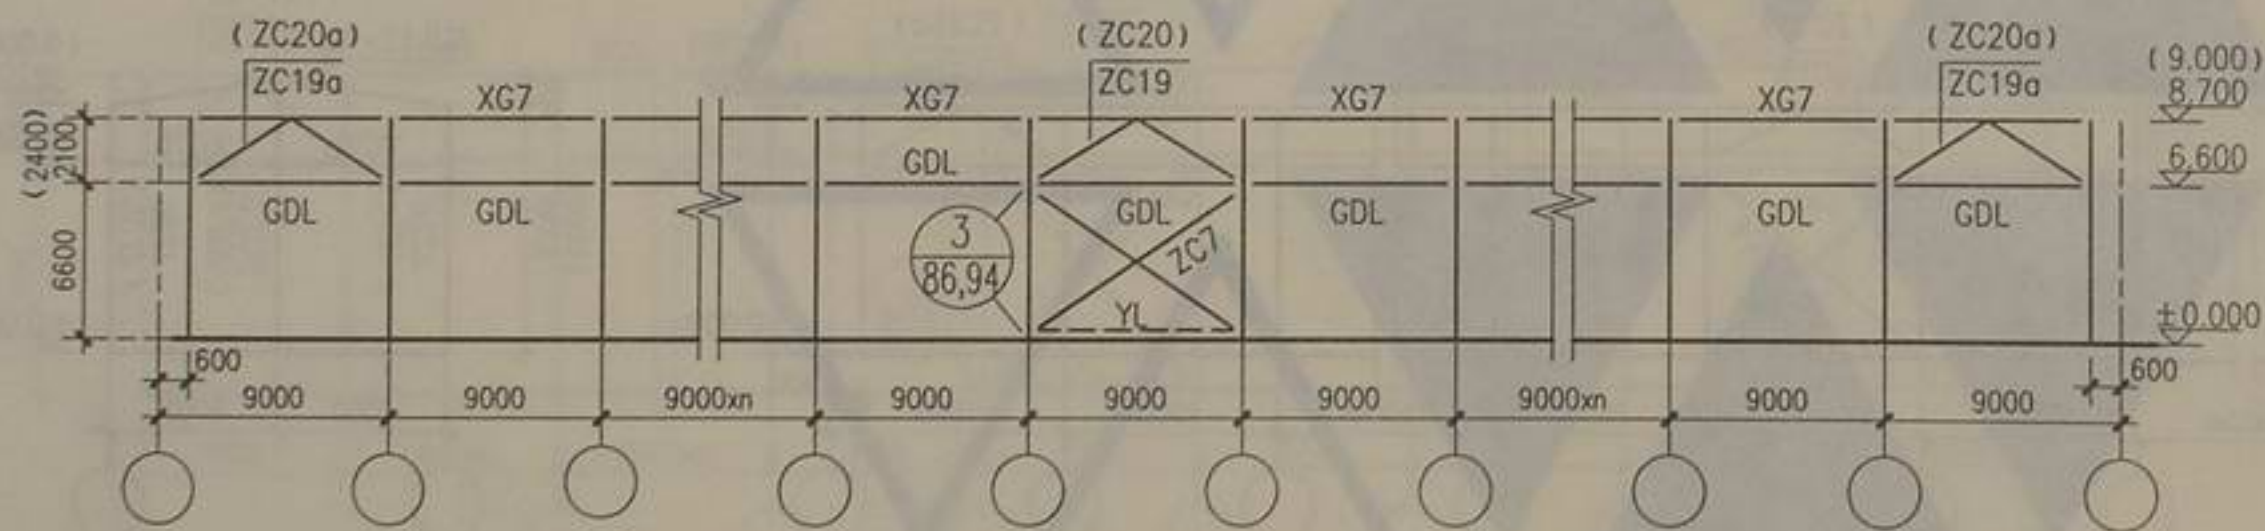 (ZC20a)
ZC19a
(ZC20)
ZC19
(ZC20a)
ZC19a
(9.000)
8.700
XG7
XG7
XG7
XG7
(2400)
2100
GDL
6.600
GDL
GDL
GDL
GDL
GDL
GDL
3
86,94
ZC7
6600
YL
±0.000
600
600
9000
9000
9000xn
9000
9000
9000
9000xn
9000
9000